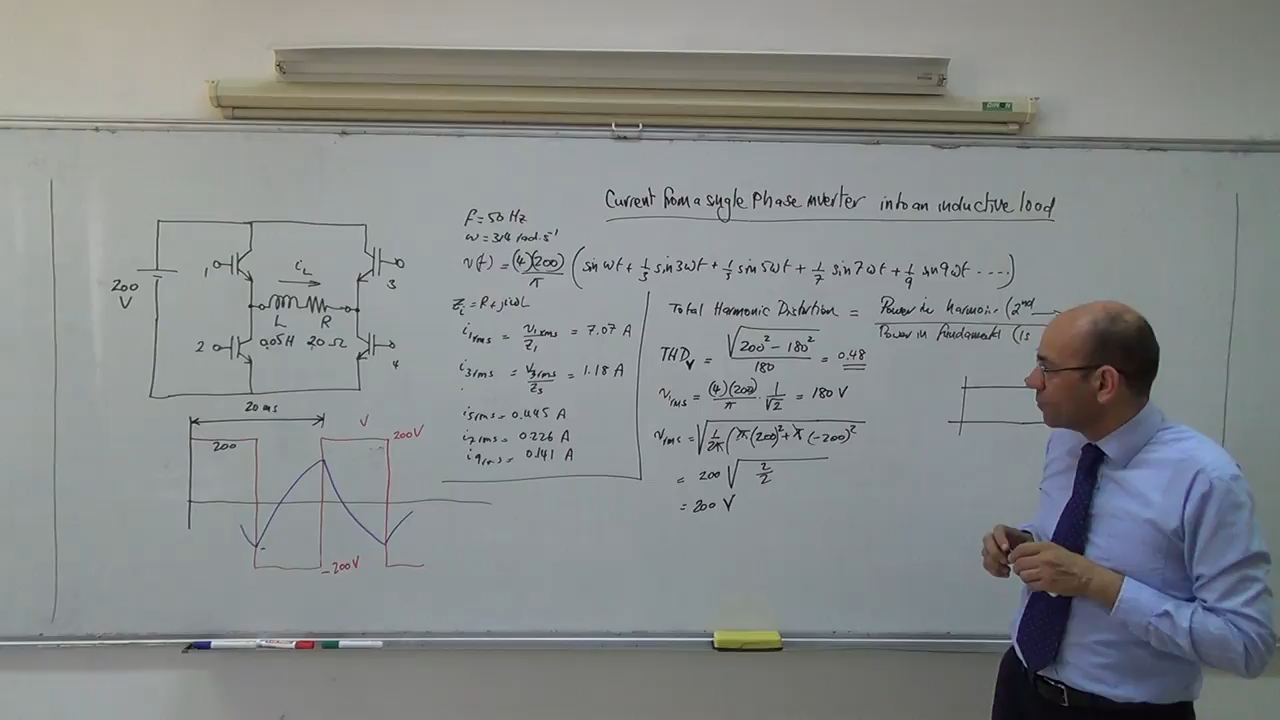 Current from a single Phase inverter into an inductive load
f = 50 Hz
ω = 314 rad.s⁻¹
v(t) = (4)(200)/π (sin ωt + 1/3 sin 3ωt + 1/5 sin 5ωt + 1/7 sin 7ωt + 1/9 sin 9ωt ....)
Zᵢ = R + jiωL
i₁rms = v₁rms/Z₁ = 7.07 A
i₃rms = v₃rms/Z₃ = 1.18 A
i₅rms = 0.445 A
i₇rms = 0.226 A
i₉rms = 0.141 A
200 V
1
2
3
4
iL
L
R
0.05H
20Ω
20 ms
V
200
200V
-200V
Total Harmonic Distortion = Power in harmonic (2nd / Power in fundamental (1s
THDv = √(200² - 180²)/180 = 0.48
v₁rms = (4)(200)/π · 1/√2 = 180 V
vrms = √(1/2π (π(200)² + π(-200)²
= 200 √(2/2)
= 200 V